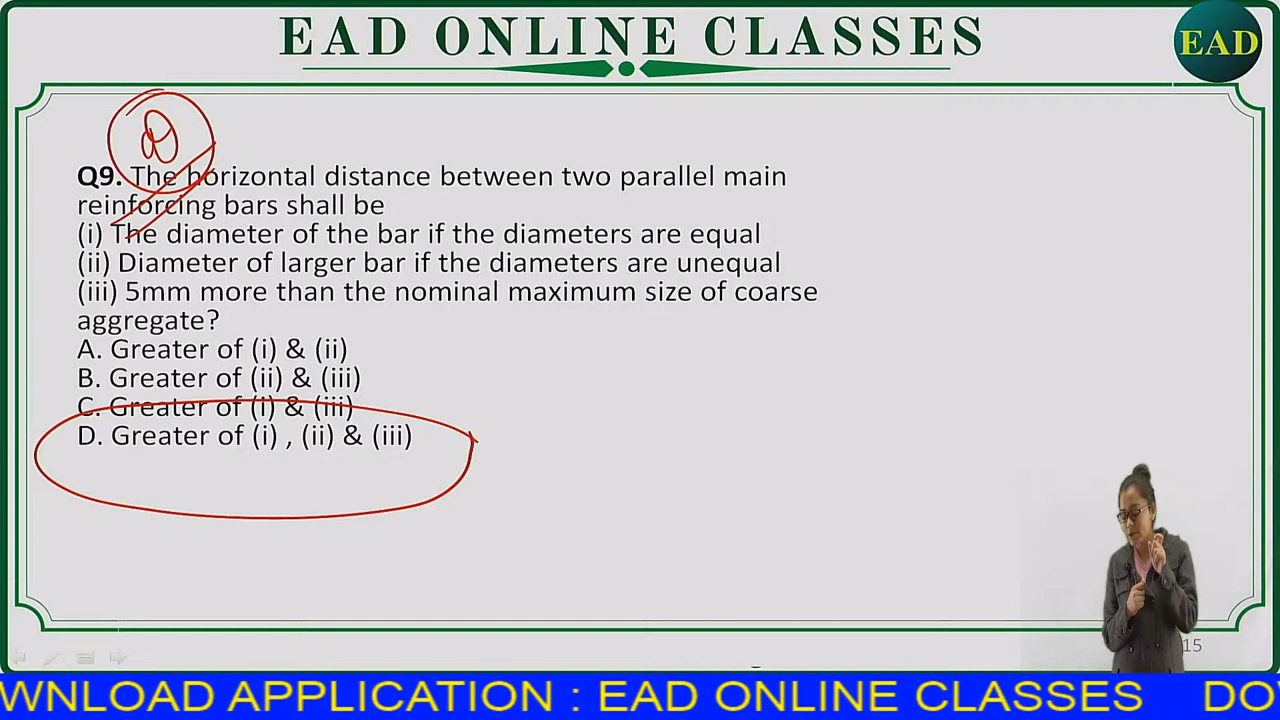 EAD ONLINE CLASSES
EAD
D
Q9. The horizontal distance between two parallel main
reinforcing bars shall be
(i) The diameter of the bar if the diameters are equal
(ii) Diameter of larger bar if the diameters are unequal
(iii) 5mm more than the nominal maximum size of coarse
aggregate?
A. Greater of (i) & (ii)
B. Greater of (ii) & (iii)
C. Greater of (i) & (iii)
D. Greater of (i) , (ii) & (iii)
15
WNLOAD APPLICATION : EAD ONLINE CLASSES DO